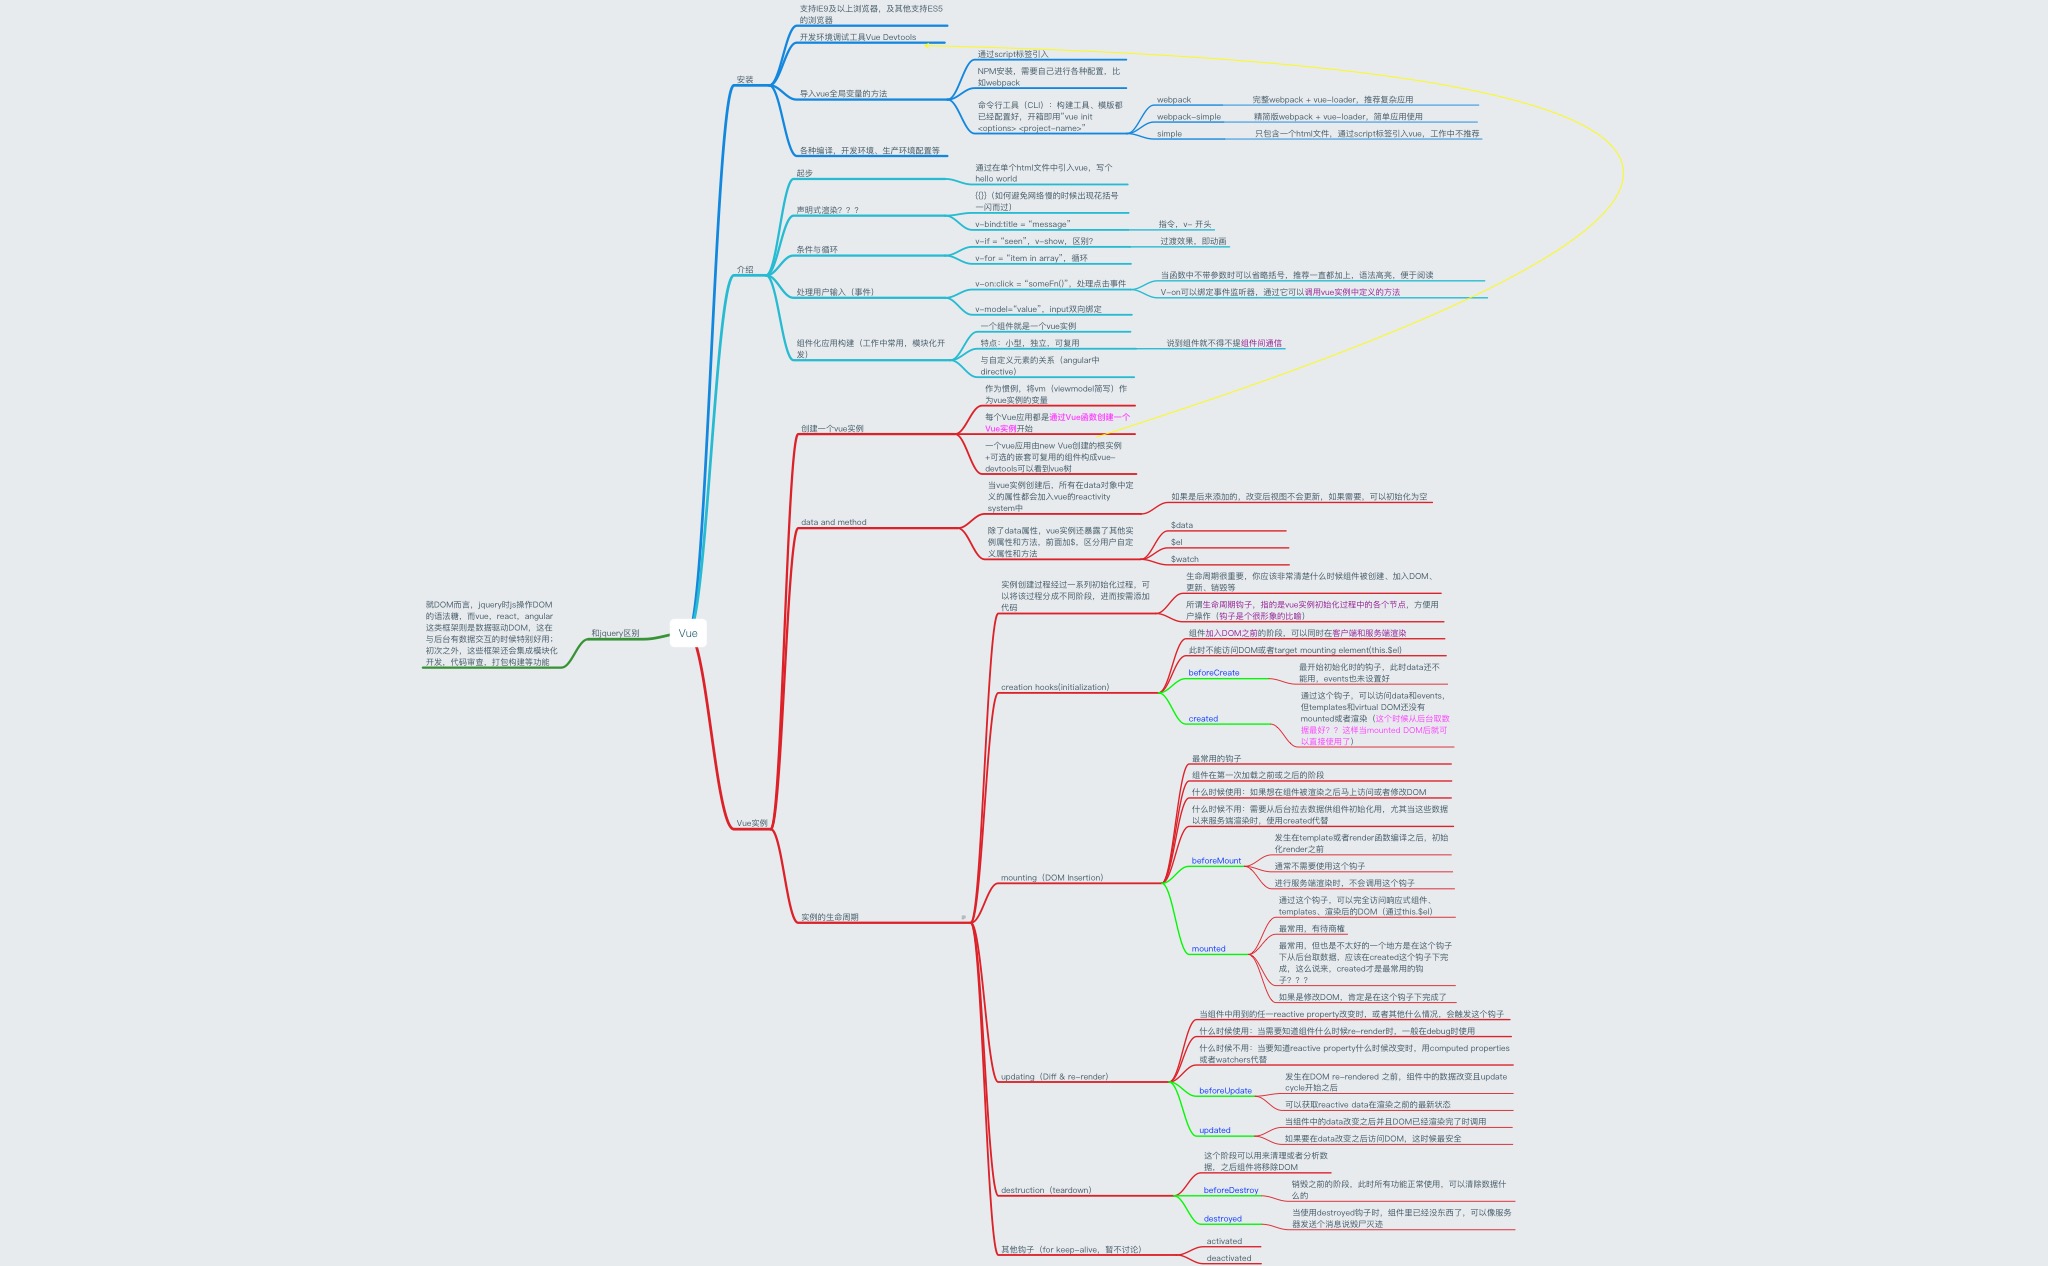 支持IE9及以上浏览器，及其他支持ES5
的浏览器
开发环境调试工具Vue Devtools
安装
导入vue全局变量的方法
通过script标签引入
NPM安装，需要自己进行各种配置，比
如webpack
命令行工具（CLI）：构建工具、模版都
已经配置好，开箱即用“vue init
<options> <project-name>”
webpack
完整webpack + vue-loader，推荐复杂应用
webpack-simple
精简版webpack + vue-loader，简单应用使用
simple
只包含一个html文件，通过script标签引入vue，工作中不推荐
各种编译，开发环境、生产环境配置等
介绍
起步
通过在单个html文件中引入vue，写个
hello world
声明式渲染？？？
{{}}（如何避免网络慢的时候出现花括号
一闪而过）
v-bind:title = “message”
指令，v- 开头
条件与循环
v-if = “seen”，v-show，区别?
过渡效果，即动画
v-for = “item in array”，循环
处理用户输入（事件）
v-on:click = “someFn()”，处理点击事件
当函数中不带参数时可以省略括号，推荐一直都加上，语法高亮，便于阅读
V-on可以绑定事件监听器，通过它可以调用vue实例中定义的方法
v-model=“value”，input双向绑定
组件化应用构建（工作中常用，模块化开
发）
一个组件就是一个vue实例
特点：小型，独立，可复用
说到组件就不得不提组件间通信
与自定义元素的关系（angular中
directive）
创建一个vue实例
作为惯例，将vm（viewmodel简写）作
为vue实例的变量
每个Vue应用都是通过Vue函数创建一个
Vue实例开始
一个vue应用由new Vue创建的根实例
+可选的嵌套可复用的组件构成vue-
devtools可以看到vue树
data and method
当vue实例创建后，所有在data对象中定
义的属性都会加入vue的reactivity
system中
如果是后来添加的，改变后视图不会更新，如果需要，可以初始化为空
除了data属性，vue实例还暴露了其他实
例属性和方法，前面加$，区分用户自定
义属性和方法
$data
$el
$watch
就DOM而言，jquery时js操作DOM
的语法糖，而vue，react，angular
这类框架则是数据驱动DOM，这在
与后台有数据交互的时候特别好用；
初次之外，这些框架还会集成模块化
开发，代码审查，打包构建等功能
和jquery区别
Vue
Vue实例
实例的生命周期
实例创建过程经过一系列初始化过程，可
以将该过程分成不同阶段，进而按需添加
代码
生命周期很重要，你应该非常清楚什么时候组件被创建、加入DOM、
更新、销毁等
所谓生命周期钩子，指的是vue实例初始化过程中的各个节点，方便用
户操作（钩子是个很形象的比喻）
creation hooks(initialization)
组件加入DOM之前的阶段，可以同时在客户端和服务端渲染
此时不能访问DOM或者target mounting element(this.$el)
beforeCreate
最开始初始化时的钩子，此时data还不
能用，events也未设置好
created
通过这个钩子，可以访问data和events，
但templates和virtual DOM还没有
mounted或者渲染（这个时候从后台取数
据最好？？这样当mounted DOM后就可
以直接使用了）
mounting（DOM Insertion）
最常用的钩子
组件在第一次加载之前或之后的阶段
什么时候使用：如果想在组件被渲染之后马上访问或者修改DOM
什么时候不用：需要从后台拉去数据供组件初始化用，尤其当这些数据
以来服务端渲染时，使用created代替
beforeMount
发生在template或者render函数编译之后，初始
化render之前
通常不需要使用这个钩子
进行服务端渲染时，不会调用这个钩子
mounted
通过这个钩子，可以完全访问响应式组件、
templates、渲染后的DOM（通过this.$el）
最常用，有待商榷
最常用，但也是不太好的一个地方是在这个钩子
下从后台取数据，应该在created这个钩子下完
成，这么说来，created才是最常用的钩
子？？？
如果是修改DOM，肯定是在这个钩子下完成了
updating（Diff & re-render）
当组件中用到的任一reactive property改变时，或者其他什么情况，会触发这个钩子
什么时候使用：当需要知道组件什么时候re-render时，一般在debug时使用
什么时候不用：当要知道reactive property什么时候改变时，用computed properties
或者watchers代替
beforeUpdate
发生在DOM re-rendered 之前，组件中的数据改变且update
cycle开始之后
可以获取reactive data在渲染之前的最新状态
updated
当组件中的data改变之后并且DOM已经渲染完了时调用
如果要在data改变之后访问DOM，这时候最安全
destruction（teardown）
这个阶段可以用来清理或者分析数
据，之后组件将移除DOM
beforeDestroy
销毁之前的阶段，此时所有功能正常使用，可以清除数据什
么的
destroyed
当使用destroyed钩子时，组件里已经没东西了，可以像服务
器发送个消息说毁尸灭迹
其他钩子（for keep-alive，暂不讨论）
activated
deactivated